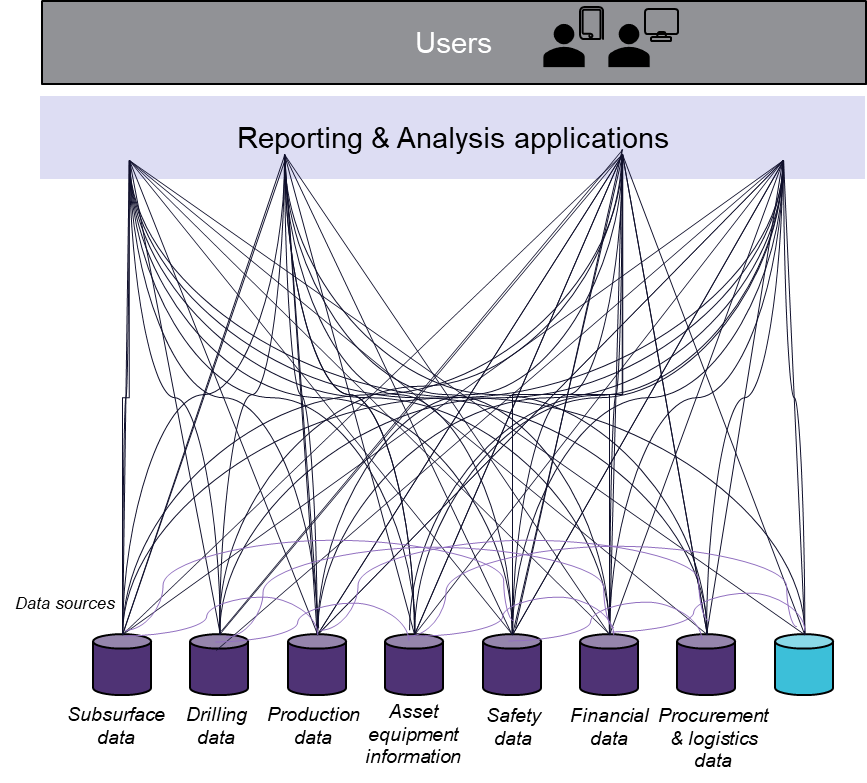 Users
Reporting & Analysis applications
Data sources
Subsurface
data
Drilling
data
Production
data
Asset
equipment
information
Safety
data
Financial
data
Procurement
& logistics
data